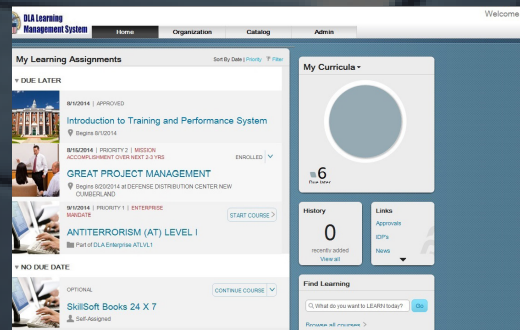 DLA Learning
Management System
Welcome
Home
Organization
Catalog
Admin
My Learning Assignments
Sort By Date | Priority Filter
DUE LATER
8/1/2014 | APPROVED
Introduction to Training and Performance System
Begins 8/1/2014
8/15/2014 | PRIORITY 2 | MISSION
ACCOMPLISHMENT OVER NEXT 2-3 YRS
ENROLLED
GREAT PROJECT MANAGEMENT
Begins 8/20/2014 at DEFENSE DISTRIBUTION CENTER NEW
CUMBERLAND
9/1/2014 | PRIORITY 1 | ENTERPRISE
MANDATE
START COURSE >
ANTITERRORISM (AT) LEVEL I
Part of DLA Enterprise ATLVL1
NO DUE DATE
OPTIONAL
CONTINUE COURSE
SkillSoft Books 24 X 7
Self-Assigned
My Curricula
6
Due later
History
0
recently added
View all
Links
Approvals
IDP's
News
Find Learning
What do you want to LEARN today?
Go
Browse all courses >